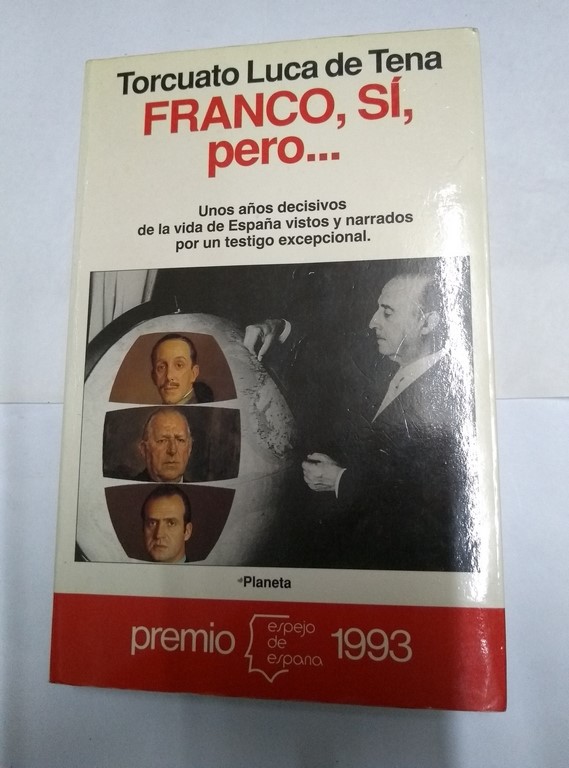 Torcuato Luca de Tena
FRANCO, SÍ,
pero...
Unos años decisivos
de la vida de España vistos y narrados
por un testigo excepcional.
Planeta
premio espejo de españa 1993